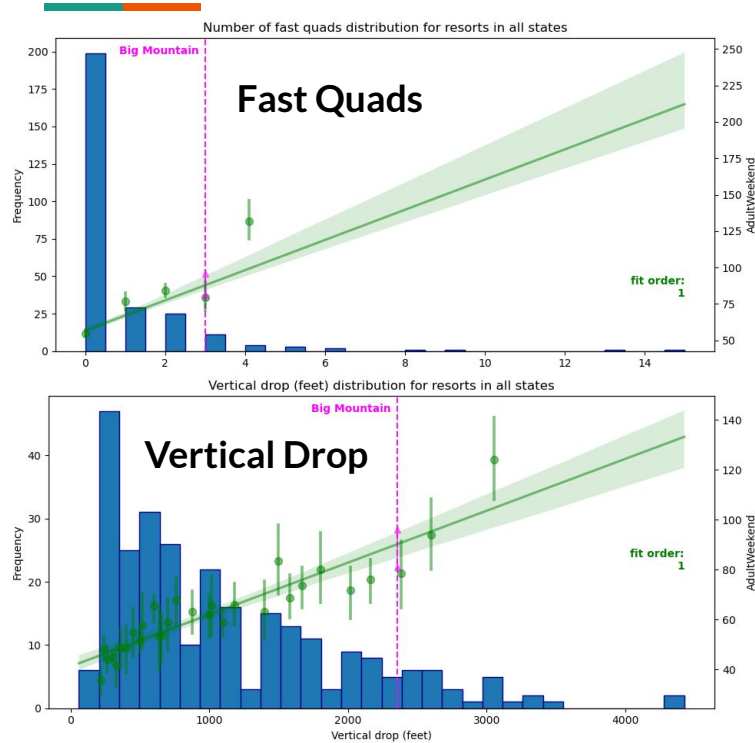 Number of fast quads distribution for resorts in all states
Big Mountain
Fast Quads
200
175
150
125
100
75
50
25
0
Frequency
250
225
200
175
150
125
100
75
50
AdultWeekend
fit order:
1
0 2 4 6 8 10 12 14
Vertical drop (feet) distribution for resorts in all states
Big Mountain
Vertical Drop
40
30
20
10
0
Frequency
140
120
100
80
60
40
AdultWeekend
fit order:
1
0 1000 2000 3000 4000
Vertical drop (feet)